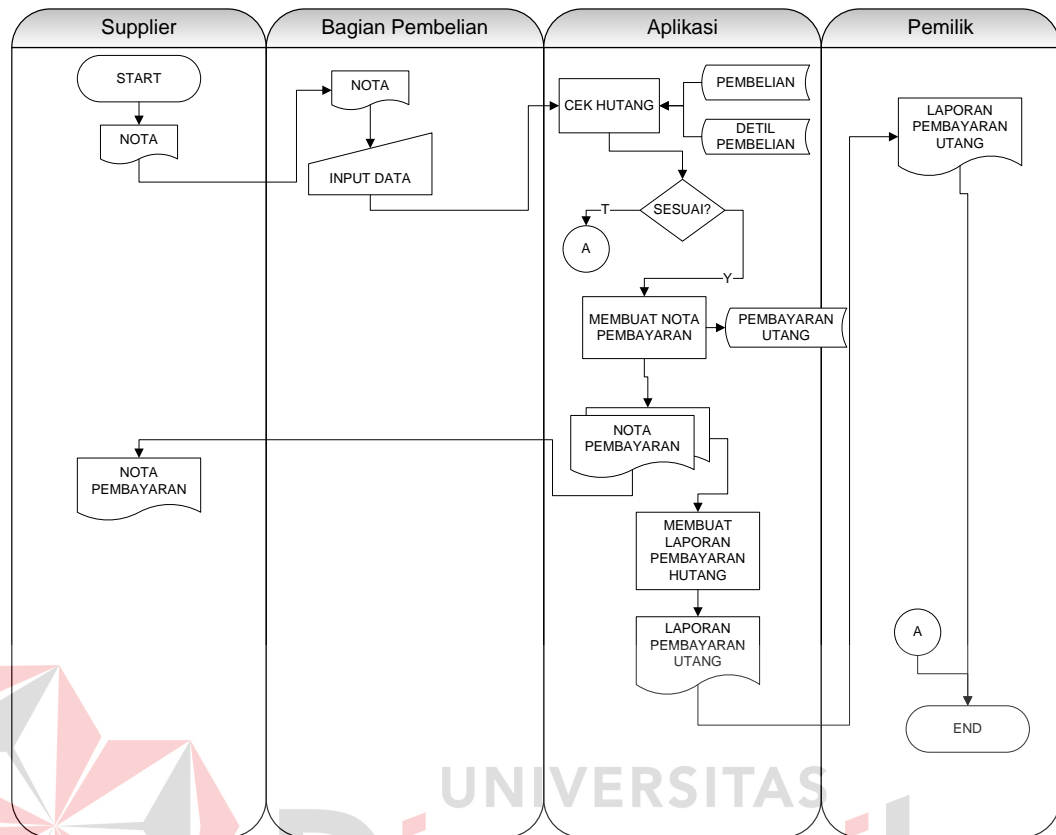 Supplier
Bagian Pembelian
Aplikasi
Pemilik
START
NOTA
NOTA
INPUT DATA
CEK HUTANG
PEMBELIAN
DETIL
PEMBELIAN
SESUAI?
T
A
Y
MEMBUAT NOTA
PEMBAYARAN
PEMBAYARAN
UTANG
NOTA
PEMBAYARAN
NOTA
PEMBAYARAN
MEMBUAT
LAPORAN
PEMBAYARAN
HUTANG
LAPORAN
PEMBAYARAN
UTANG
LAPORAN
PEMBAYARAN
UTANG
A
END
UNIVERSITAS